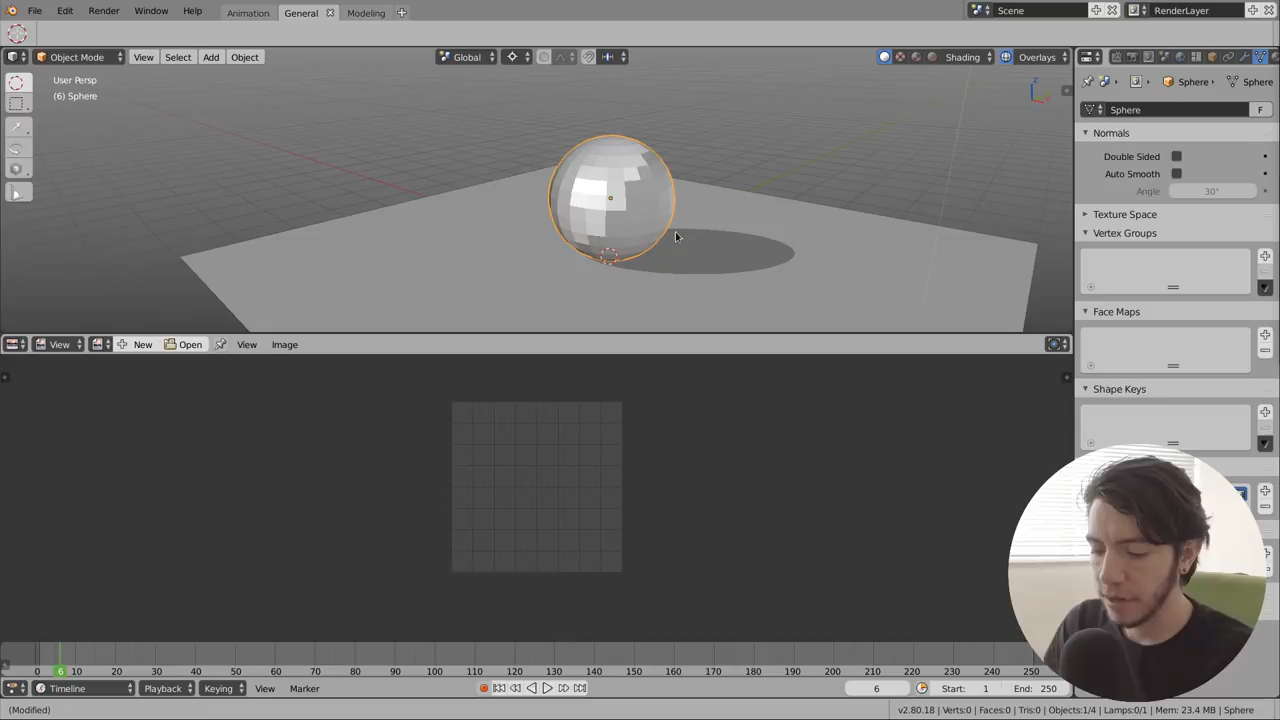 File Edit Render Window Help Animation General Modeling Scene RenderLayer
Object Mode View Select Add Object Global Shading Overlays
User Persp
(6) Sphere
Z
Sphere Sphere
Sphere F
Normals
Double Sided
Auto Smooth
Angle 30°
Texture Space
Vertex Groups
Face Maps
Shape Keys
View New Open View Image
0 6 10 20 30 40 50 60 70 80 90 100 110 120 130 140 150 160 170 180 190 200 210 220 230 240 250
Timeline Playback Keying View Marker 6 Start: 1 End: 250
(Modified) v2.80.18 | Verts:0 | Faces:0 | Tris:0 | Objects:1/4 | Lamps:0/1 | Mem: 23.4 MB | Sphere